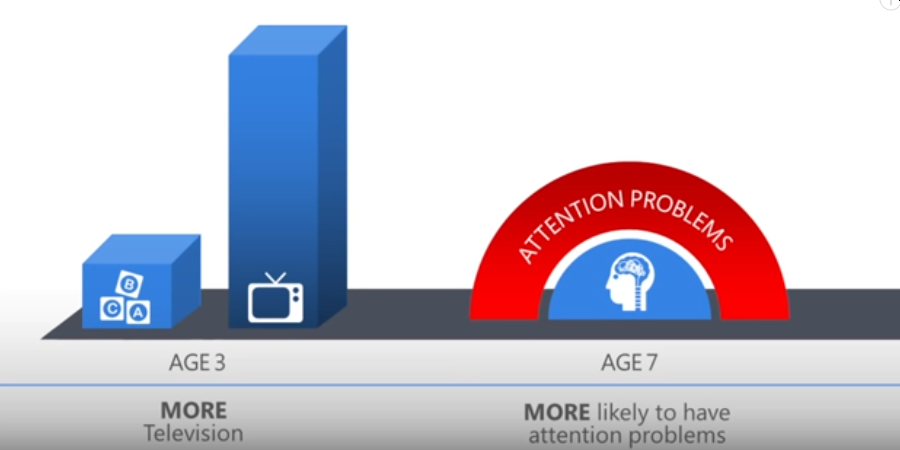 B
C A
ATTENTION PROBLEMS
AGE 3
AGE 7
MORE
Television
MORE likely to have
attention problems